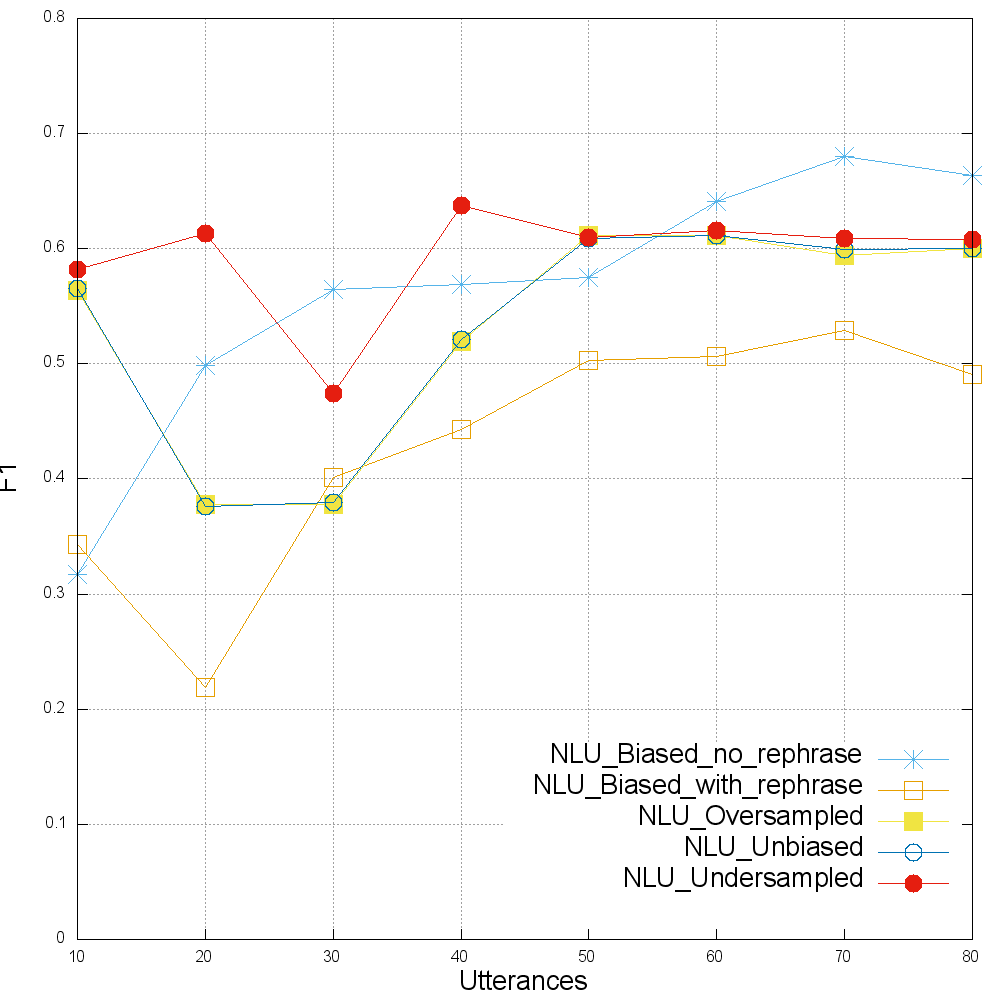 0.8
0.7
0.6
0.5
0.4
0.3
0.2
0.1
0
F1
NLU_Biased_no_rephrase
NLU_Biased_with_rephrase
NLU_Oversampled
NLU_Unbiased
NLU_Undersampled
10 20 30 40 50 60 70 80
Utterances